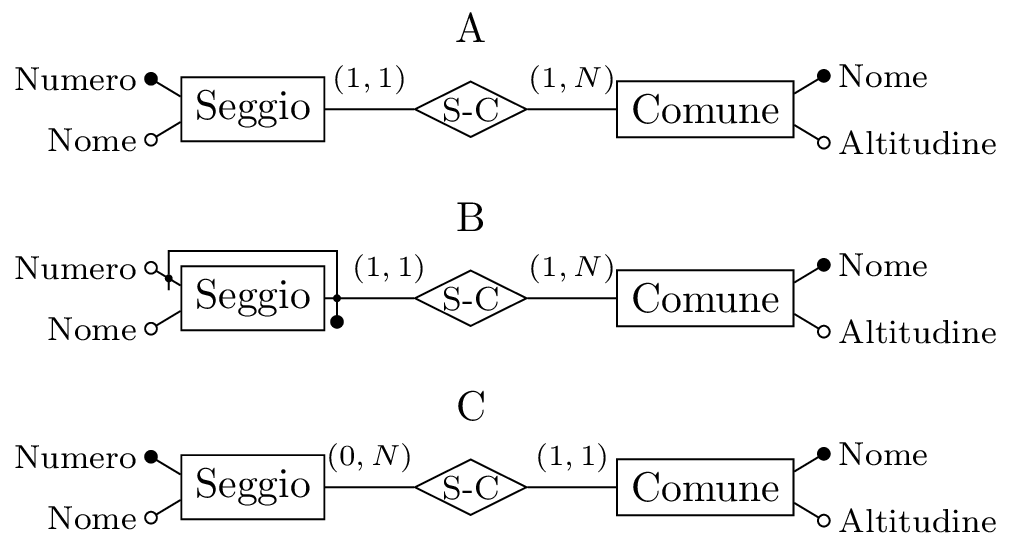 A
Numero Seggio (1, 1) S-C (1, N) Comune Nome
Nome Altitudine
B
Numero Seggio (1, 1) S-C (1, N) Comune Nome
Nome Altitudine
C
Numero Seggio (0, N) S-C (1, 1) Comune Nome
Nome Altitudine